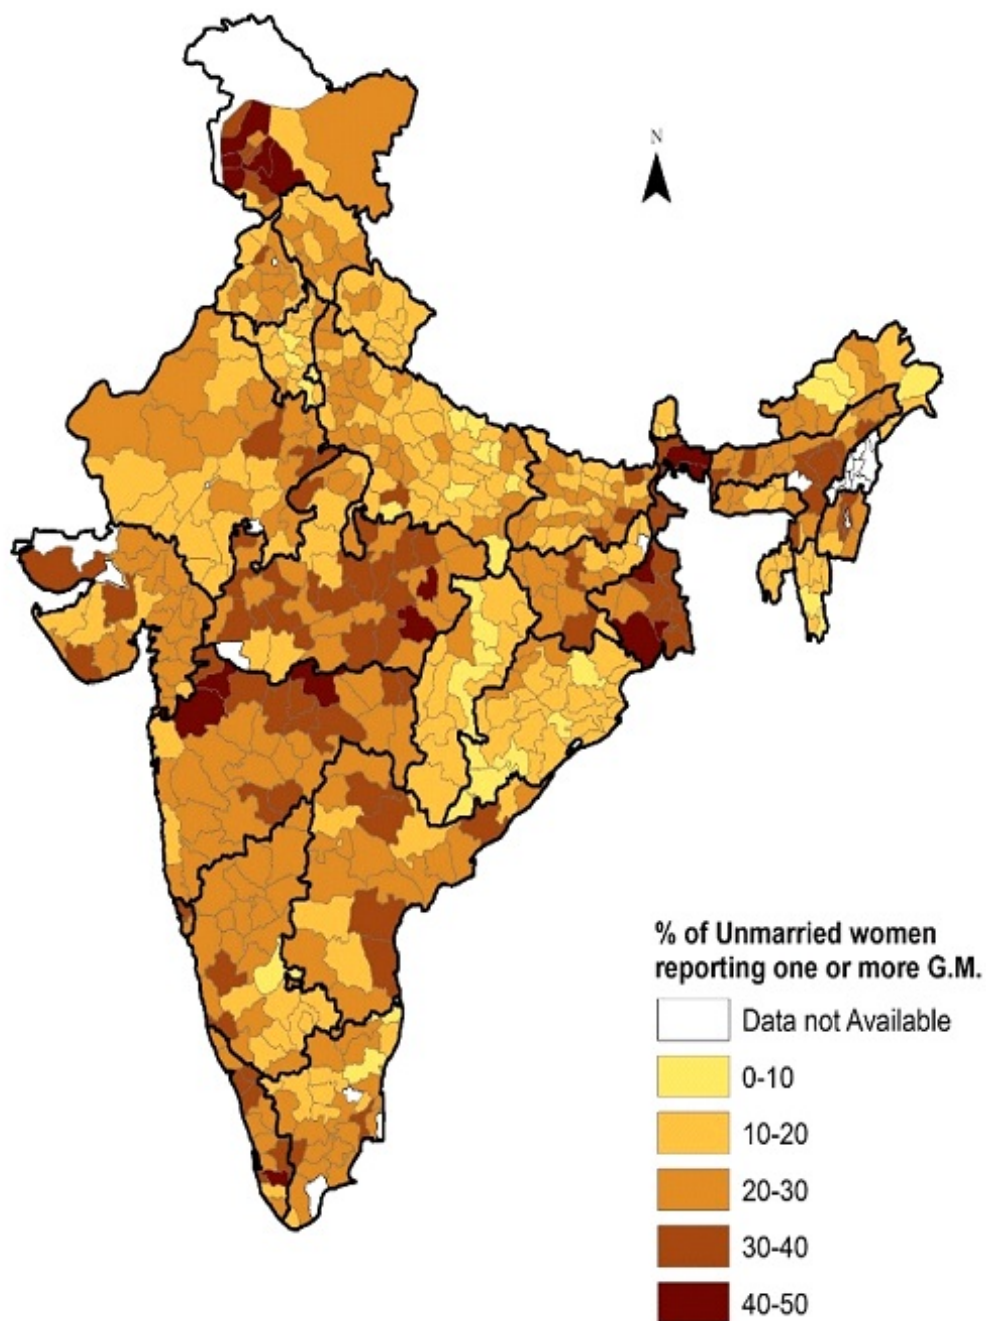 N
% of Unmarried women
reporting one or more G.M.
Data not Available
0-10
10-20
20-30
30-40
40-50